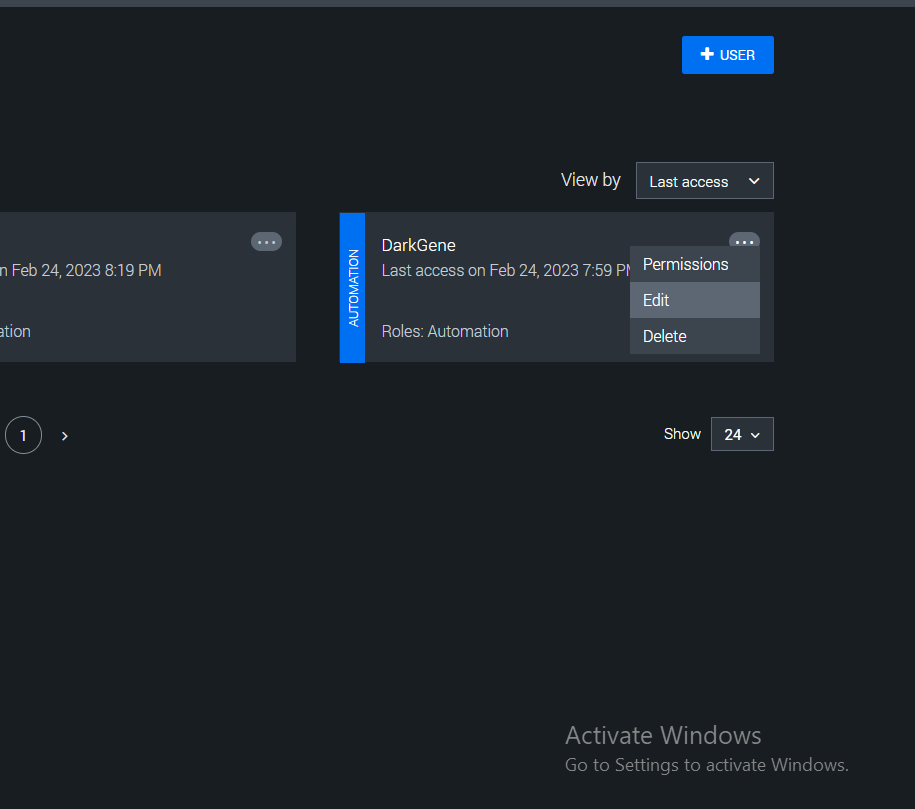 USER
View by
Last access
n Feb 24, 2023 8:19 PM
ation
AUTOMATION
DarkGene
Last access on Feb 24, 2023 7:59 PM
Roles: Automation
Permissions
Edit
Delete
1
Show
24
Activate Windows
Go to Settings to activate Windows.